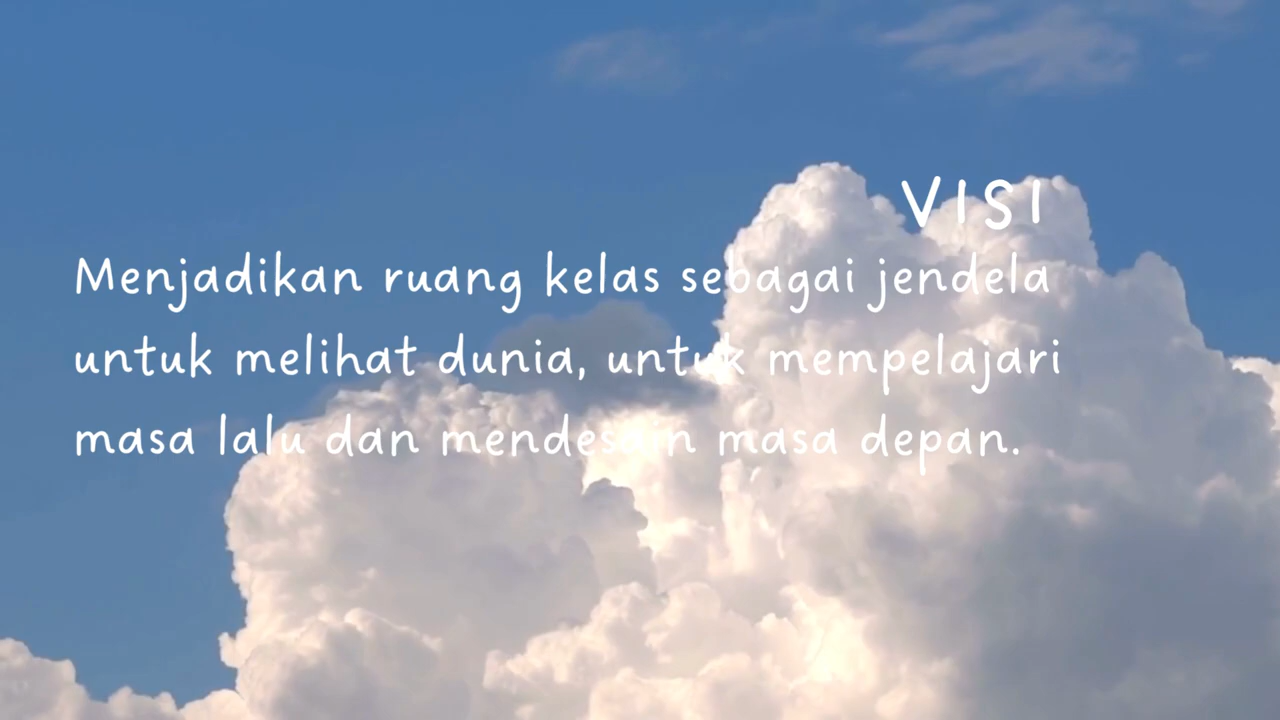 VISI
Menjadikan ruang kelas sebagai jendela
untuk melihat dunia, untuk mempelajari
masa lalu dan mendesain masa depan.